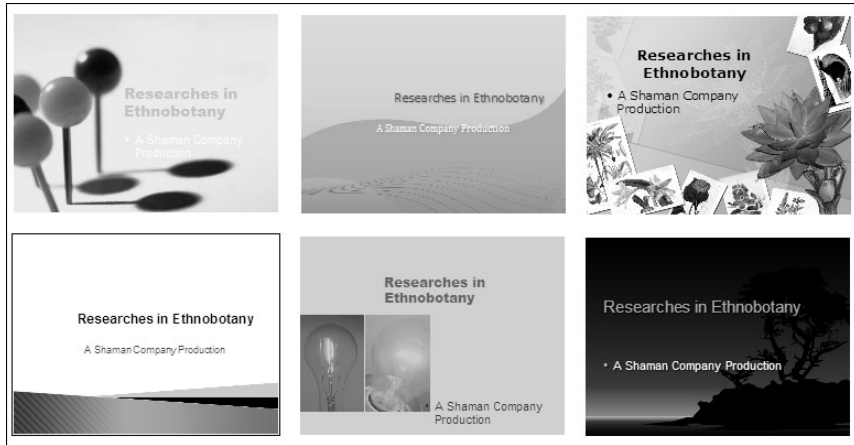 Researches in
Ethnobotany
• A Shaman Company
Production
Researches in Ethnobotany
A Shaman Company Production
Researches in
Ethnobotany
• A Shaman Company
Production
Researches in Ethnobotany
A Shaman Company Production
Researches in
Ethnobotany
• A Shaman Company
Production
Researches in Ethnobotany
• A Shaman Company Production